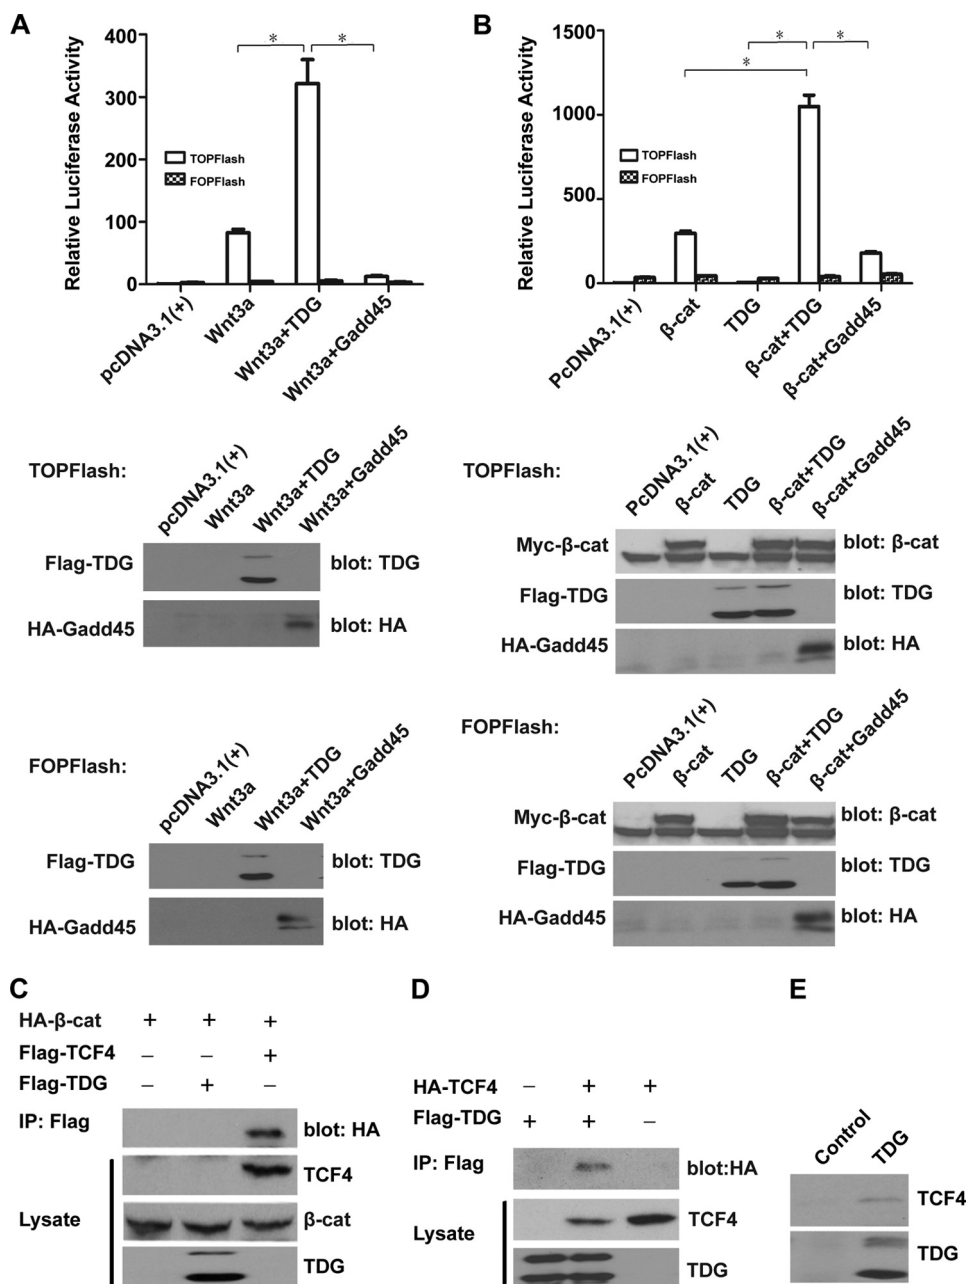 A
Relative Luciferase Activity
400
300
200
100
0
* *
TOPFlash
FOPFlash
pcDNA3.1(+)
Wnt3a
Wnt3a+TDG
Wnt3a+Gadd45
B
Relative Luciferase Activity
1500
1000
500
0
* *
*
TOPFlash
FOPFlash
PcDNA3.1(+)
β-cat
TDG
β-cat+TDG
β-cat+Gadd45
TOPFlash:
pcDNA3.1(+)
Wnt3a
Wnt3a+TDG
Wnt3a+Gadd45
Flag-TDG blot: TDG
HA-Gadd45 blot: HA
TOPFlash:
PcDNA3.1(+)
β-cat
TDG
β-cat+TDG
β-cat+Gadd45
Myc-β-cat blot: β-cat
Flag-TDG blot: TDG
HA-Gadd45 blot: HA
FOPFlash:
pcDNA3.1(+)
Wnt3a
Wnt3a+TDG
Wnt3a+Gadd45
Flag-TDG blot: TDG
HA-Gadd45 blot: HA
FOPFlash:
PcDNA3.1(+)
β-cat
TDG
β-cat+TDG
β-cat+Gadd45
Myc-β-cat blot: β-cat
Flag-TDG blot: TDG
HA-Gadd45 blot: HA
C
HA-β-cat + + +
Flag-TCF4 – – +
Flag-TDG – + –
IP: Flag blot: HA
TCF4
Lysate β-cat
TDG
D
HA-TCF4 – + +
Flag-TDG + + –
IP: Flag blot:HA
Lysate TCF4
TDG
E
Control
TDG
TCF4
TDG